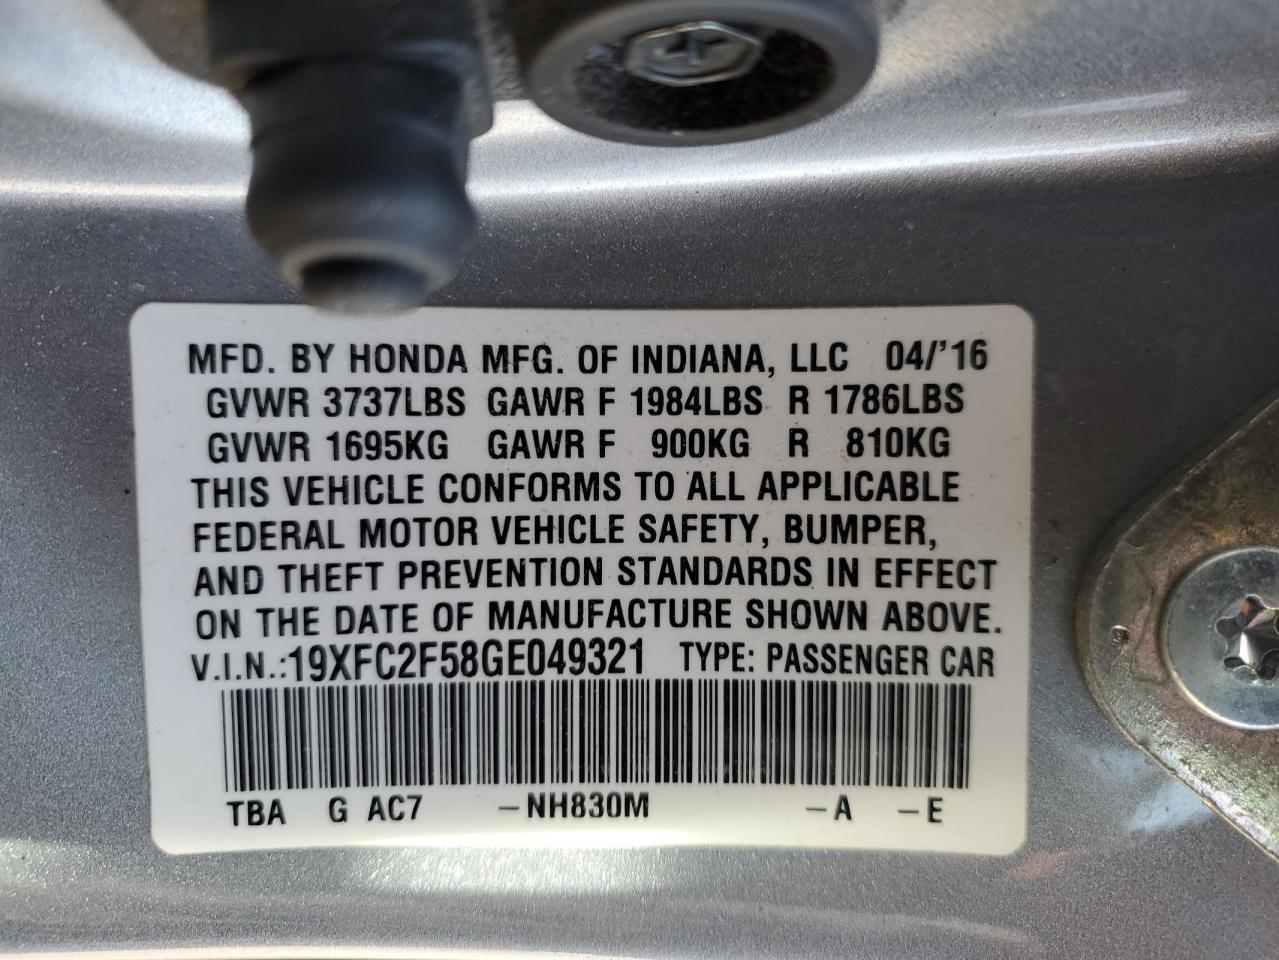 MFD. BY HONDA MFG. OF INDIANA, LLC 04/'16
GVWR 3737LBS GAWR F 1984LBS R 1786LBS
GVWR 1695KG GAWR F 900KG R 810KG
THIS VEHICLE CONFORMS TO ALL APPLICABLE
FEDERAL MOTOR VEHICLE SAFETY, BUMPER,
AND THEFT PREVENTION STANDARDS IN EFFECT
ON THE DATE OF MANUFACTURE SHOWN ABOVE.
V.I.N.:19XFC2F58GE049321 TYPE: PASSENGER CAR
TBA G AC7 -NH830M -A -E